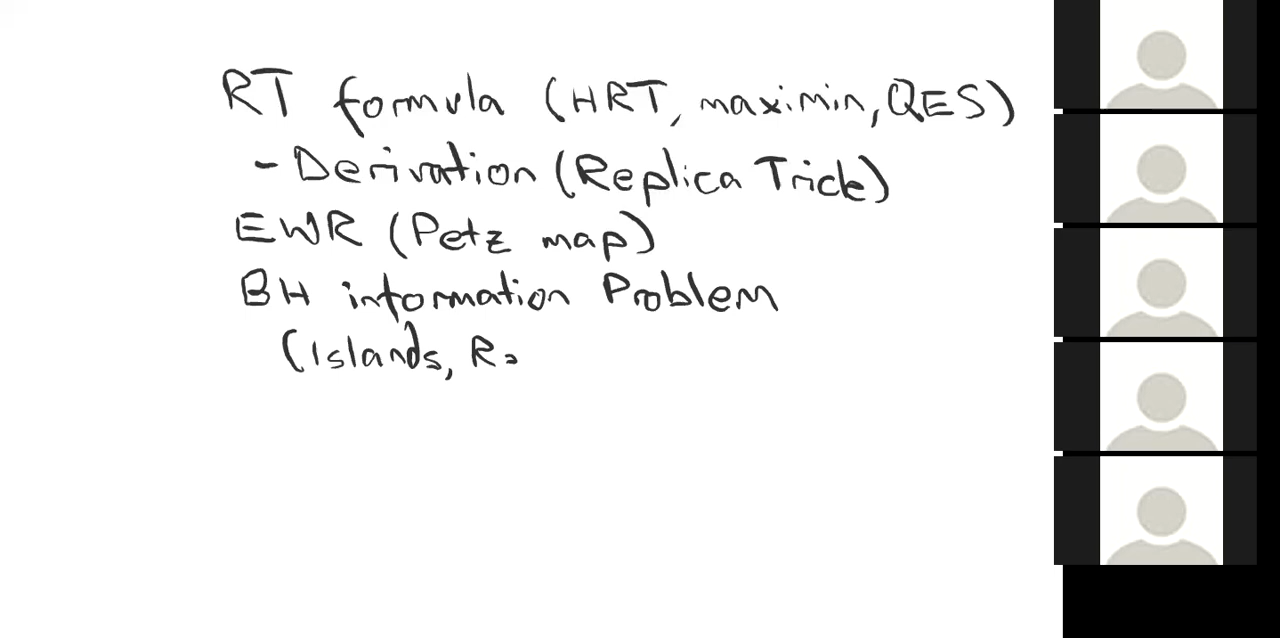 RT formula (HRT, maximin, QES)
- Derivation (Replica Trick)
EWR (Petz map)
BH information Problem
(Islands, R